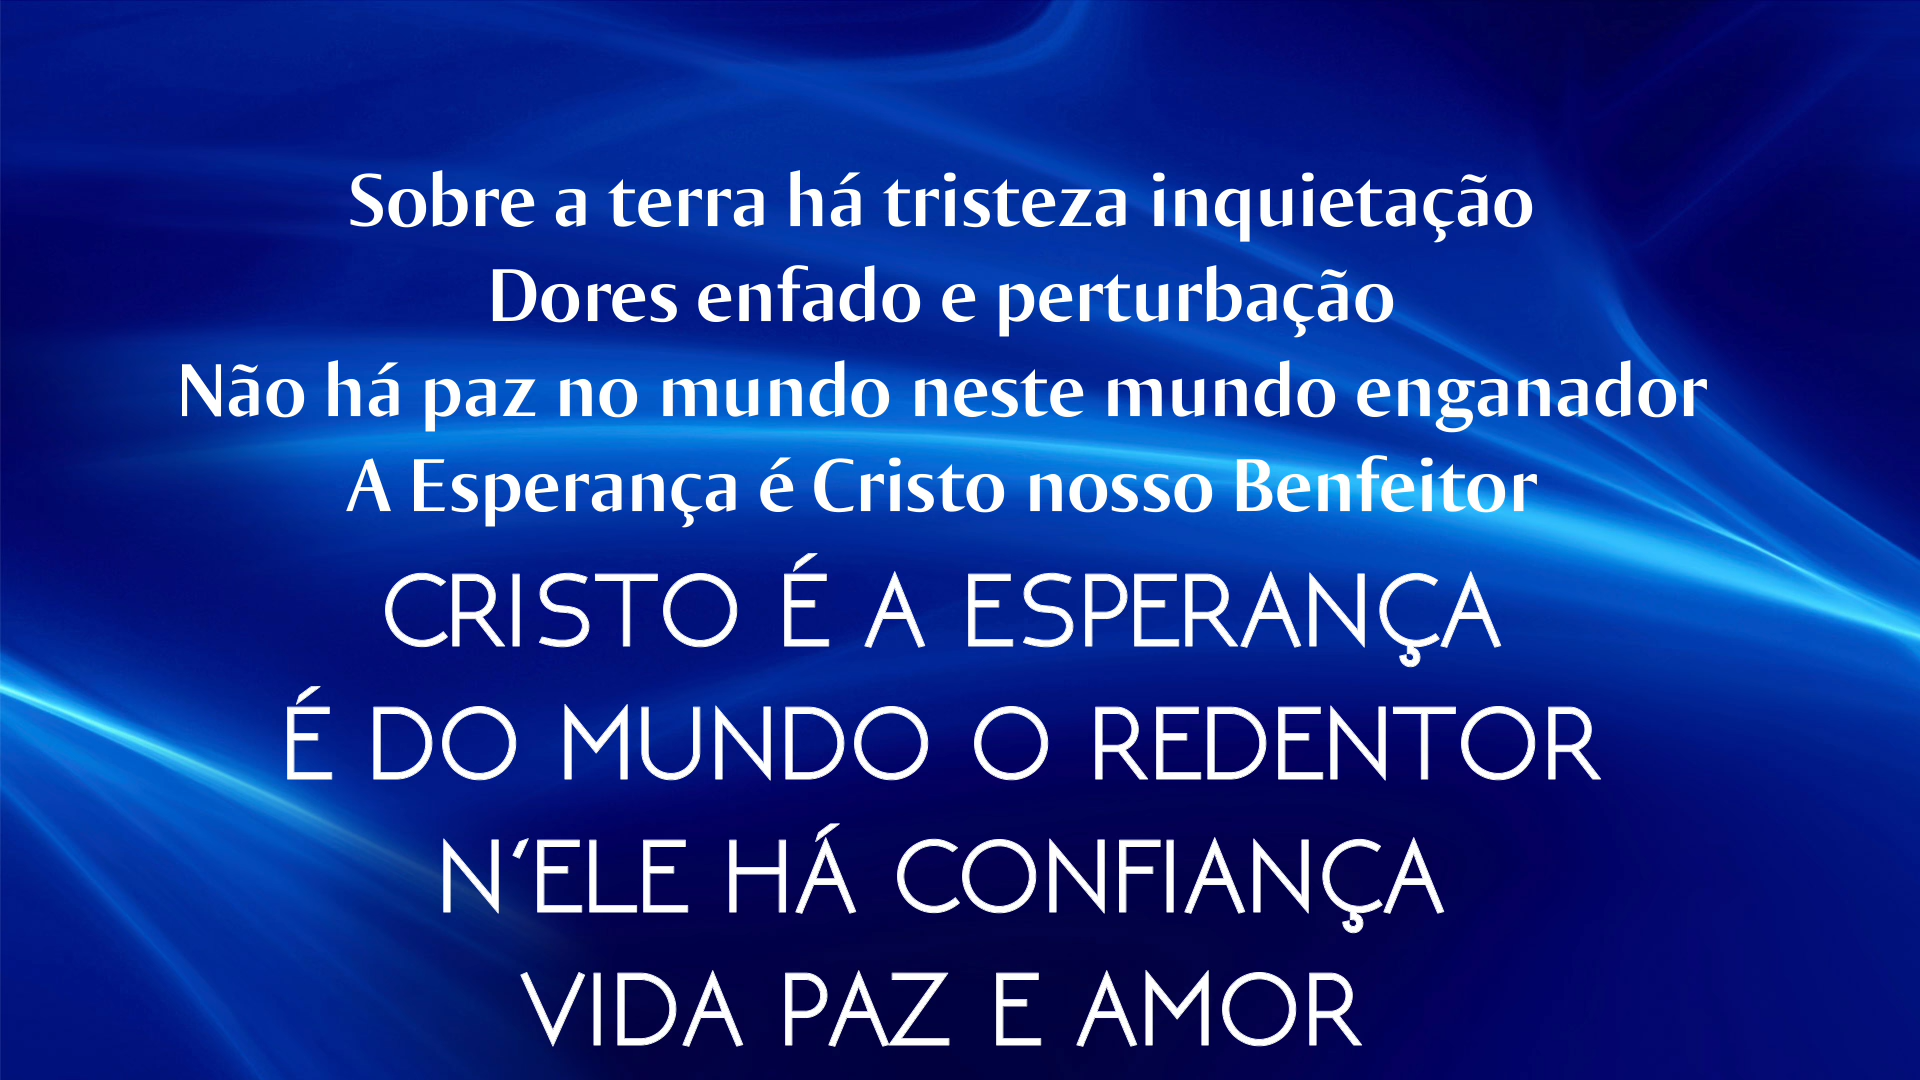 Sobre a terra há tristeza inquietação
Dores enfado e perturbação
Não há paz no mundo neste mundo enganador
A Esperança é Cristo nosso Benfeitor
CRISTO É A ESPERANÇA
É DO MUNDO O REDENTOR
N‘ELE HÁ CONFIANÇA
VIDA PAZ E AMOR